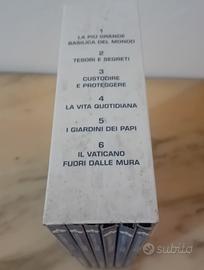 1
LA PIÙ GRANDE
BASILICA DEL MONDO
2
TESORI E SEGRETI
3
CUSTODIRE
E PROTEGGERE
4
LA VITA QUOTIDIANA
5
I GIARDINI DEI PAPI
6
IL VATICANO
FUORI DALLE MURA
subito